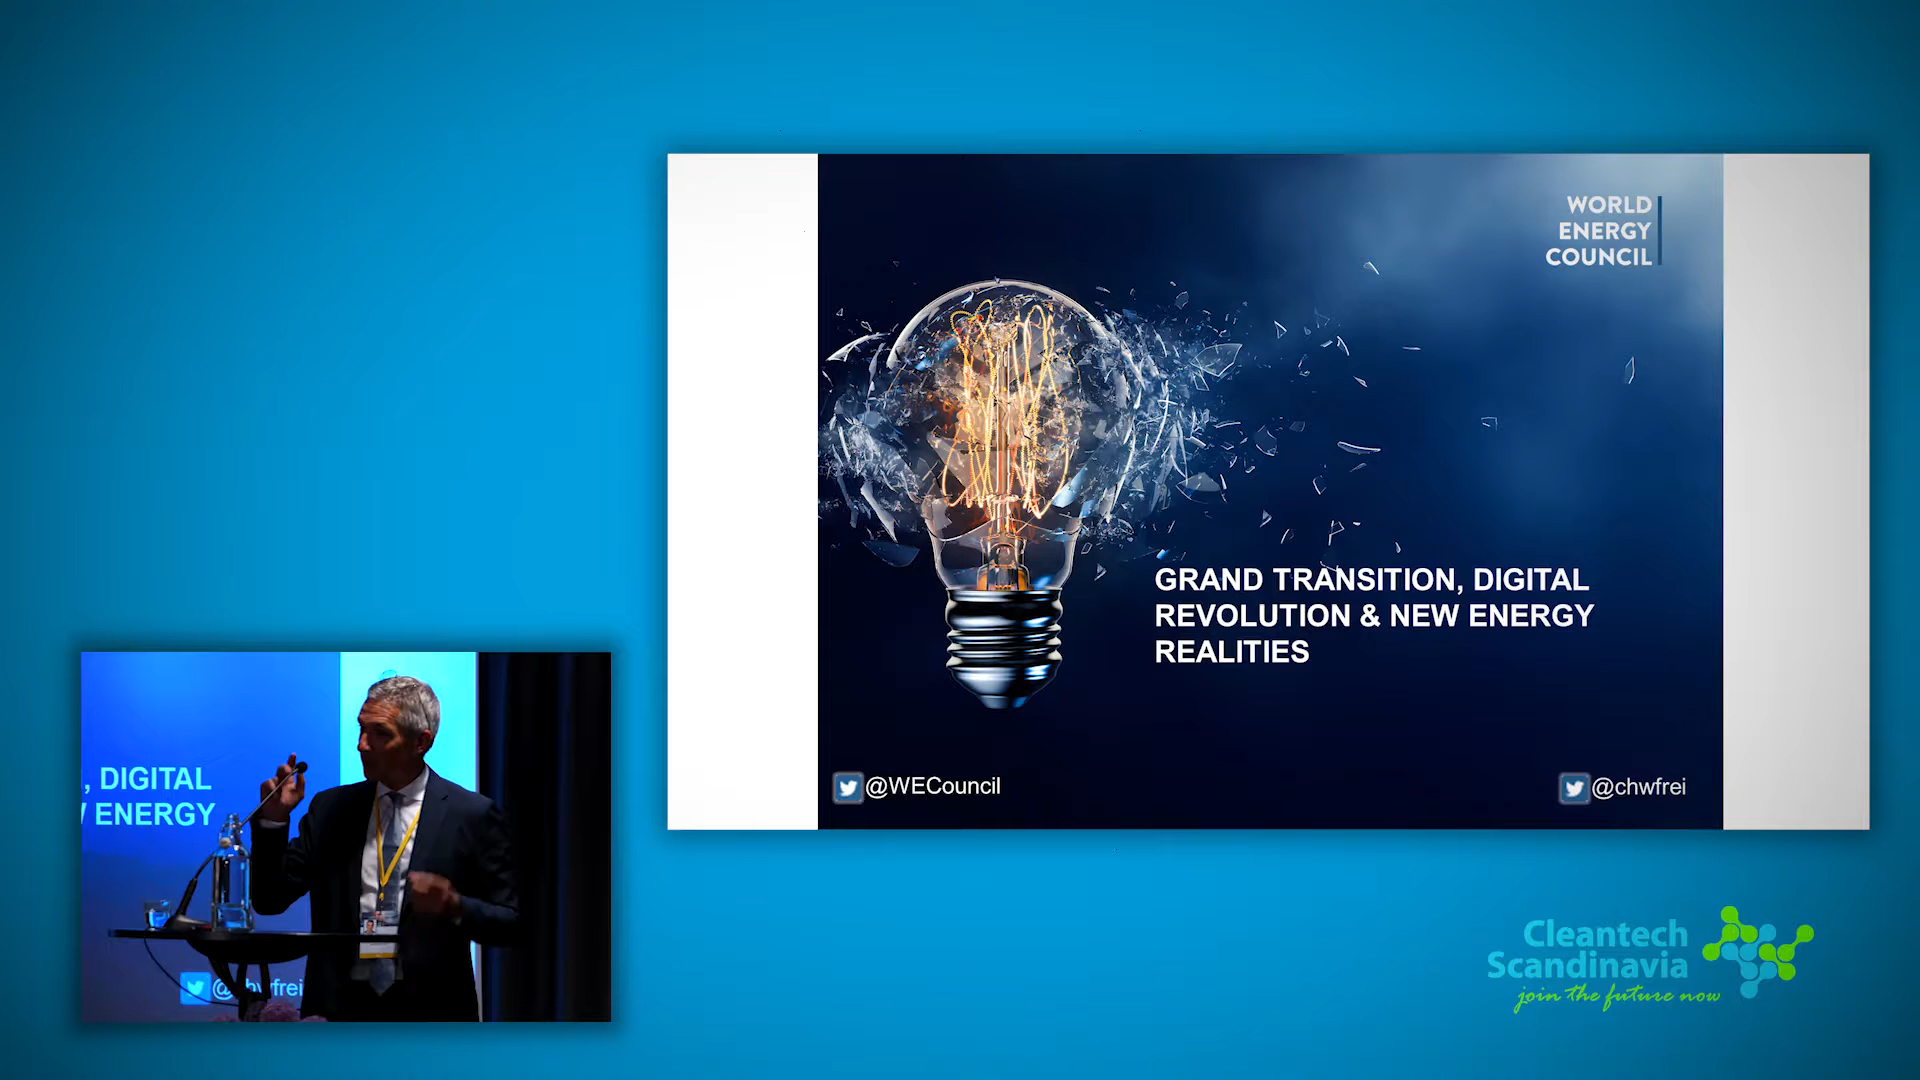 WORLD
ENERGY
COUNCIL
GRAND TRANSITION, DIGITAL
REVOLUTION & NEW ENERGY
REALITIES
@WECouncil
@chwfrei
, DIGITAL
ENERGY
@chwfrei
Cleantech
Scandinavia
join the future now